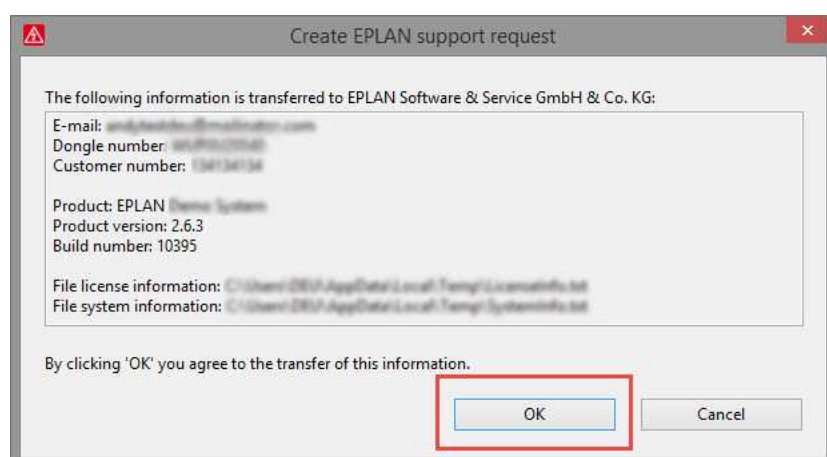 Create EPLAN support request
The following information is transferred to EPLAN Software & Service GmbH & Co. KG:
E-mail:
Dongle number
Customer number:
Product: EPLAN
Product version: 2.6.3
Build number: 10395
File license information:
File system information:
By clicking 'OK' you agree to the transfer of this information.
OK
Cancel